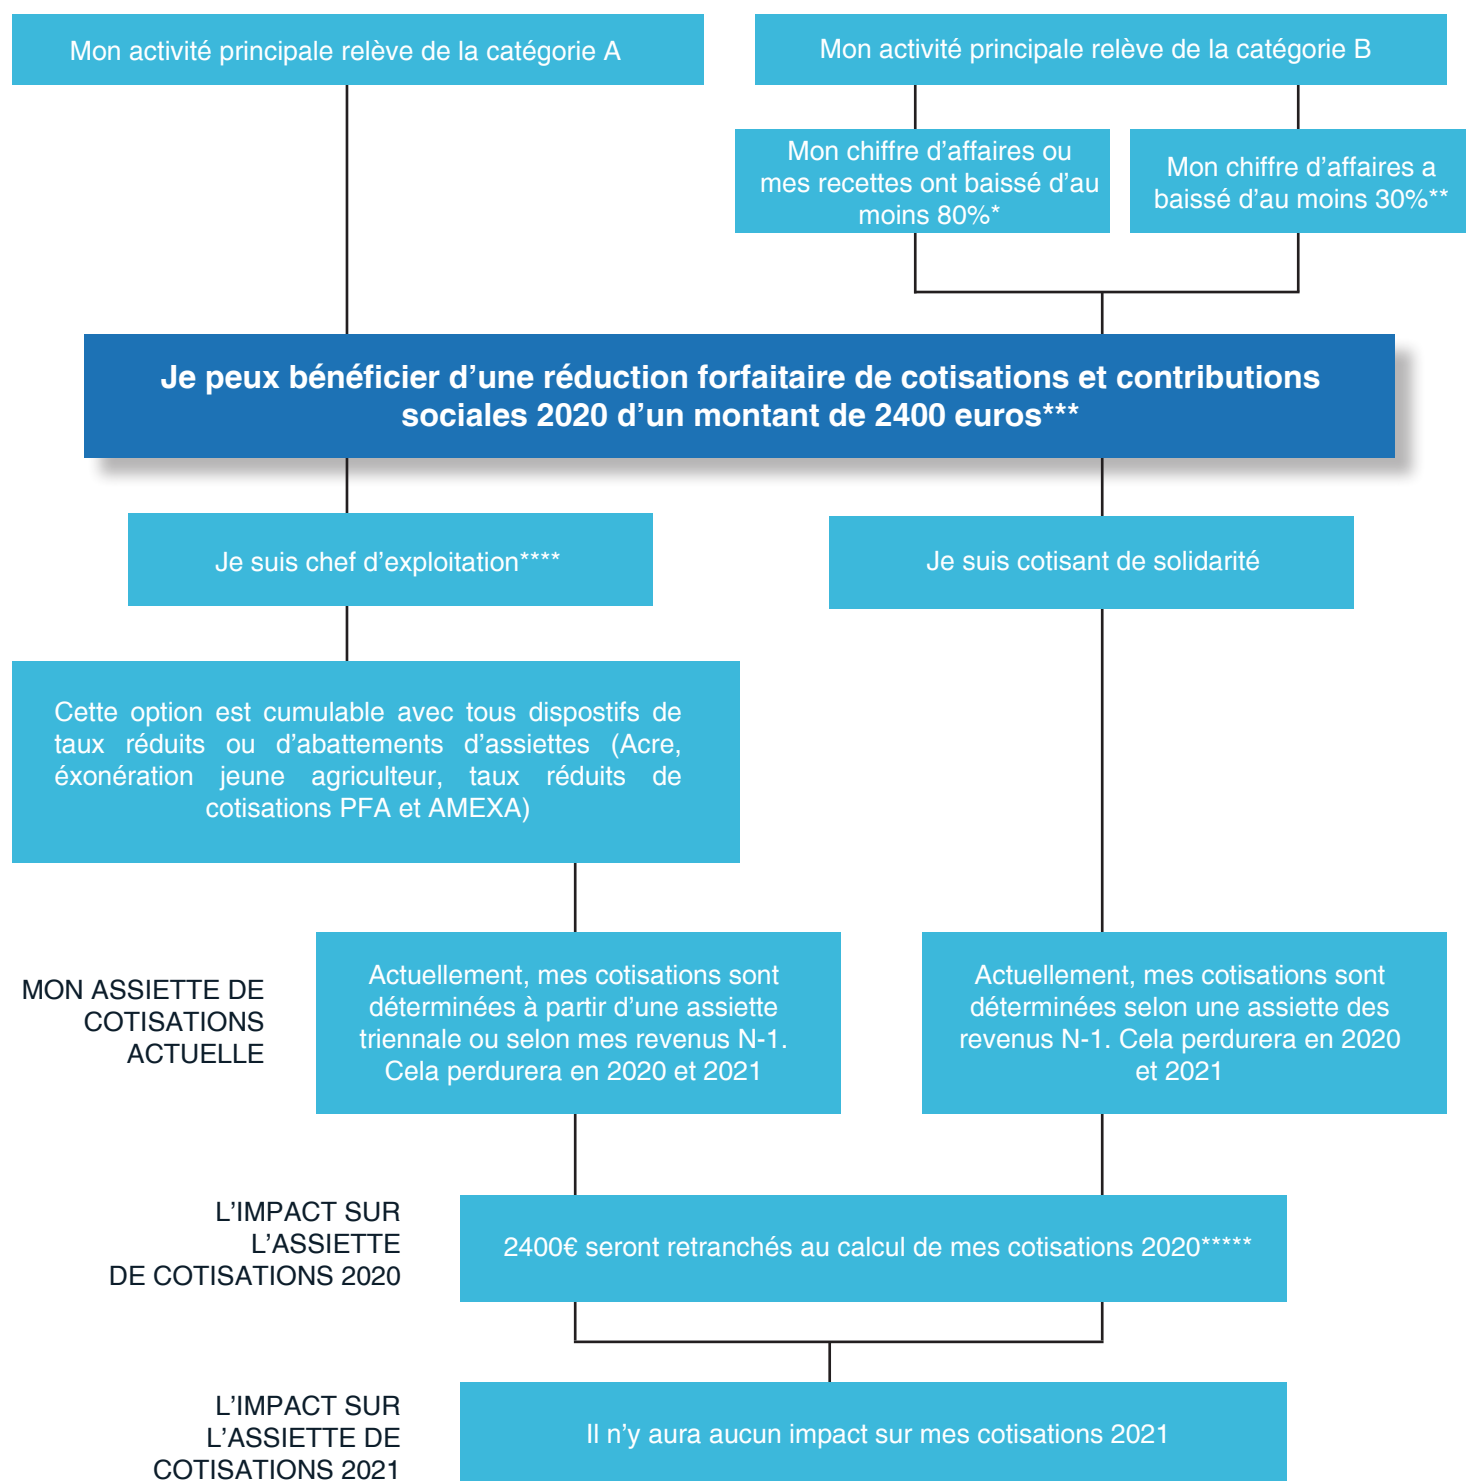 Mon activité principale relève de la catégorie A
Mon activité principale relève de la catégorie B
Mon chiffre d'affaires ou
mes recettes ont baissé d'au
moins 80%*
Mon chiffre d'affaires a
baissé d'au moins 30%**
Je peux bénéficier d'une réduction forfaitaire de cotisations et contributions
sociales 2020 d'un montant de 2400 euros***
Je suis chef d'exploitation****
Je suis cotisant de solidarité
Cette option est cumulable avec tous dispostifs de
taux réduits ou d'abattements d'assiettes (Acre,
éxonération jeune agriculteur, taux réduits de
cotisations PFA et AMEXA)
MON ASSIETTE DE
COTISATIONS
ACTUELLE
Actuellement, mes cotisations sont
déterminées à partir d'une assiette
triennale ou selon mes revenus N-1.
Cela perdurera en 2020 et 2021
Actuellement, mes cotisations sont
déterminées selon une assiette des
revenus N-1. Cela perdurera en 2020
et 2021
L'IMPACT SUR
L'ASSIETTE
DE COTISATIONS 2020
2400€ seront retranchés au calcul de mes cotisations 2020*****
L'IMPACT SUR
L'ASSIETTE DE
COTISATIONS 2021
Il n'y aura aucun impact sur mes cotisations 2021